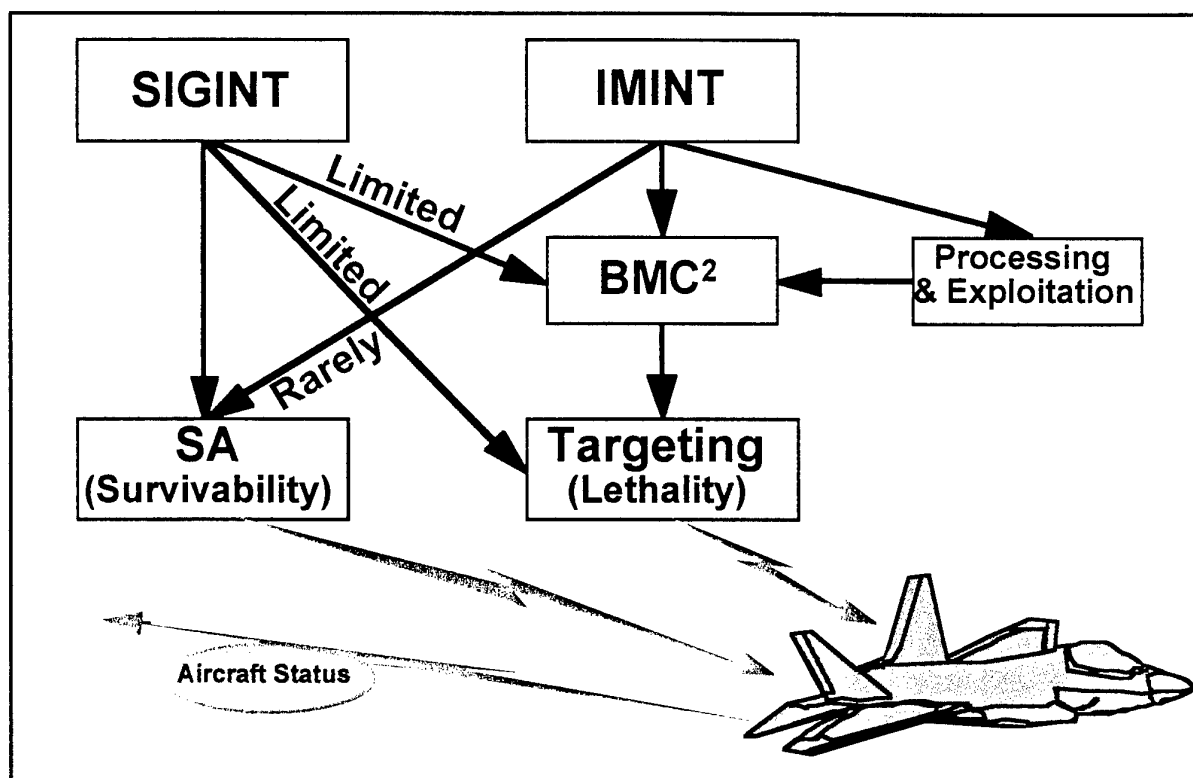 SIGINT
IMINT
Limited
Limited
Rarely
BMC²
Processing
& Exploitation
SA
(Survivability)
Targeting
(Lethality)
Aircraft Status